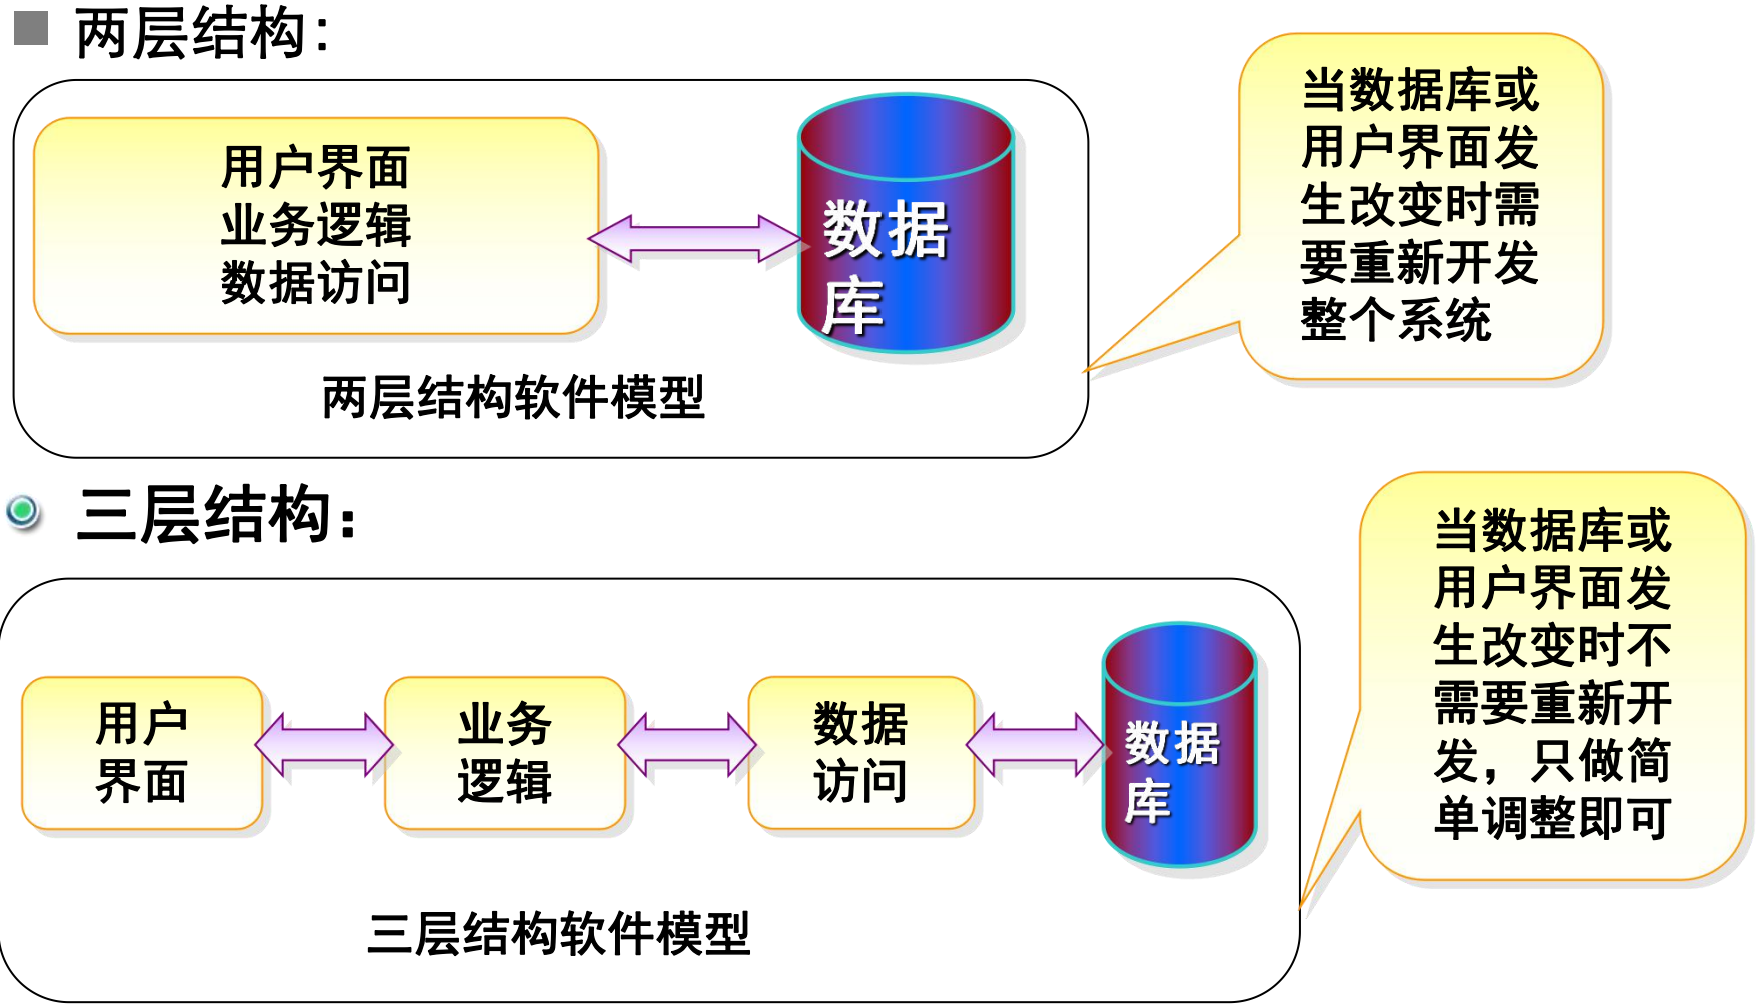 两层结构：
用户界面
业务逻辑
数据访问
数据
库
两层结构软件模型
当数据库或
用户界面发
生改变时需
要重新开发
整个系统
三层结构：
用户
界面
业务
逻辑
数据
访问
数据
库
三层结构软件模型
当数据库或
用户界面发
生改变时不
需要重新开
发，只做简
单调整即可